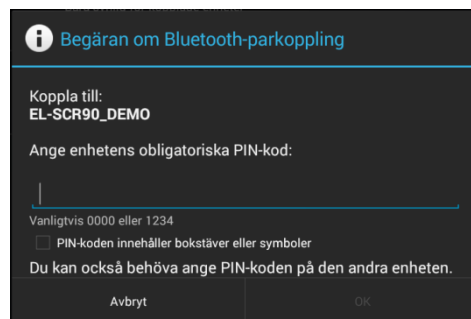 Begäran om Bluetooth-parkoppling
Koppla till:
EL-SCR90_DEMO
Ange enhetens obligatoriska PIN-kod:
Vanligtvis 0000 eller 1234
PIN-koden innehåller bokstäver eller symboler
Du kan också behöva ange PIN-koden på den andra enheten.
Avbryt
OK